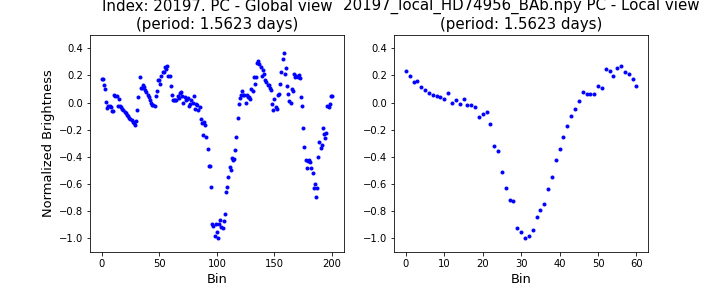 Index: 20197. PC - Global view
(period: 1.5623 days)
20197_local_HD74956_BAb.npy PC - Local view
(period: 1.5623 days)
Normalized Brightness
0.4
0.2
0.0
−0.2
−0.4
−0.6
−0.8
−1.0
0 50 100 150 200
Bin
0.4
0.2
0.0
−0.2
−0.4
−0.6
−0.8
−1.0
0 10 20 30 40 50 60
Bin